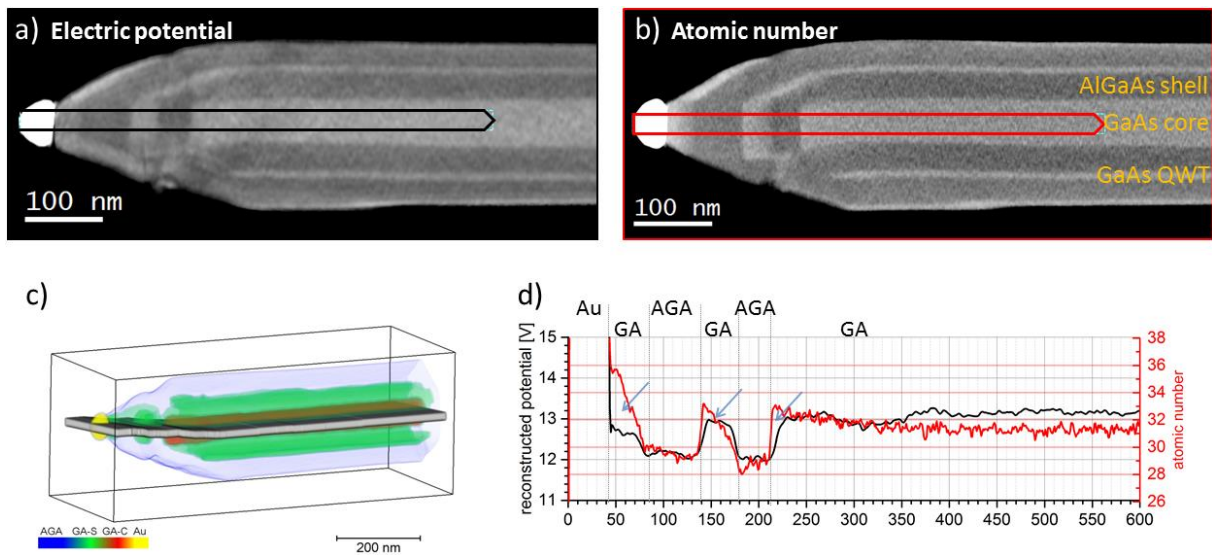 a) Electric potential
100 nm
b) Atomic number
AlGaAs shell
GaAs core
GaAs QWT
100 nm
c)
AGA GA-S GA-C Au
200 nm
d)
Au GA AGA GA AGA GA
reconstructed potential [V]
15
14
13
12
11
0 50 100 150 200 250 300 350 400 450 500 550 600
38
36
34
32
30
28
26
atomic number